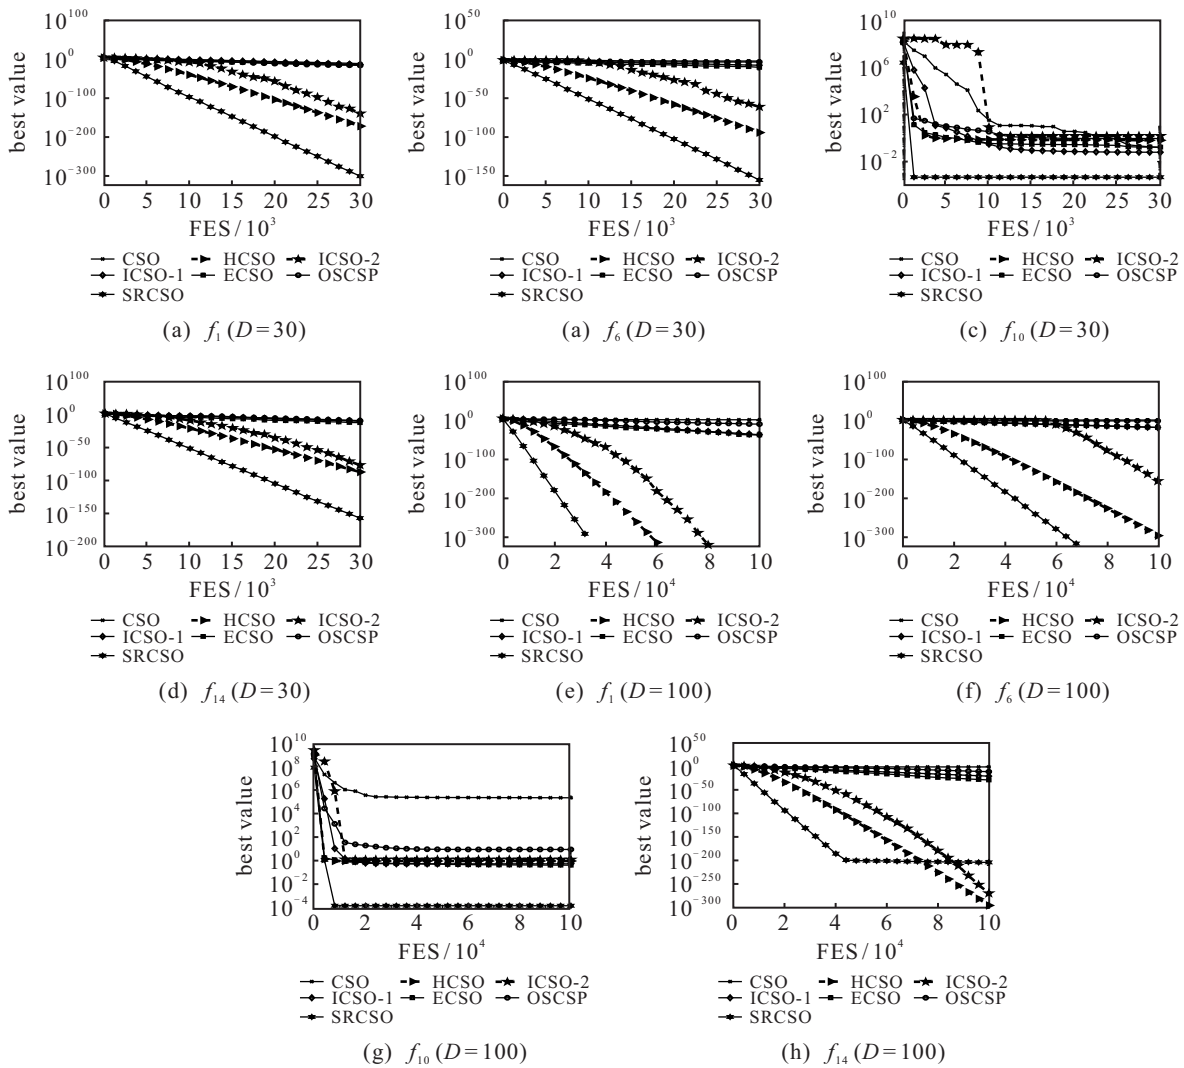 10^100
10^0
10^-100
10^-200
10^-300
best value
0 5 10 15 20 25 30
FES/10^3
CSO HCSO ICSO-2
ICSO-1 ECSO OSCSP
SRCSO
(a) f_1(D=30)
10^50
10^0
10^-50
10^-100
10^-150
best value
0 5 10 15 20 25 30
FES/10^3
CSO HCSO ICSO-2
ICSO-1 ECSO OSCSP
SRCSO
(a) f_6(D=30)
10^10
10^6
10^2
10^-2
best value
0 5 10 15 20 25 30
FES/10^3
CSO HCSO ICSO-2
ICSO-1 ECSO OSCSP
SRCSO
(c) f_10(D=30)
10^100
10^0
10^-50
10^-100
10^-150
10^-200
best value
0 5 10 15 20 25 30
FES/10^3
CSO HCSO ICSO-2
ICSO-1 ECSO OSCSP
SRCSO
(d) f_14(D=30)
10^100
10^0
10^-100
10^-200
10^-300
best value
0 2 4 6 8 10
FES/10^4
CSO HCSO ICSO-2
ICSO-1 ECSO OSCSP
SRCSO
(e) f_1(D=100)
10^100
10^0
10^-100
10^-200
10^-300
best value
0 2 4 6 8 10
FES/10^4
CSO HCSO ICSO-2
ICSO-1 ECSO OSCSP
SRCSO
(f) f_6(D=100)
10^10
10^8
10^6
10^4
10^2
10^0
10^-2
10^-4
best value
0 2 4 6 8 10
FES/10^4
CSO HCSO ICSO-2
ICSO-1 ECSO OSCSP
SRCSO
(g) f_10(D=100)
10^50
10^0
10^-50
10^-100
10^-150
10^-200
10^-250
10^-300
best value
0 2 4 6 8 10
FES/10^4
CSO HCSO ICSO-2
ICSO-1 ECSO OSCSP
SRCSO
(h) f_14(D=100)